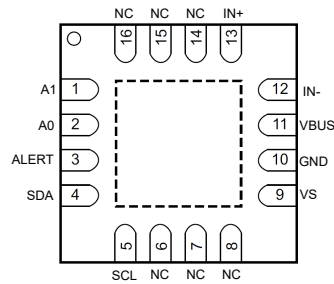 NC NC NC IN+
16 15 14 13
A1 1 12 IN-
A0 2 11 VBUS
ALERT 3 10 GND
SDA 4 9 VS
5 6 7 8
SCL NC NC NC